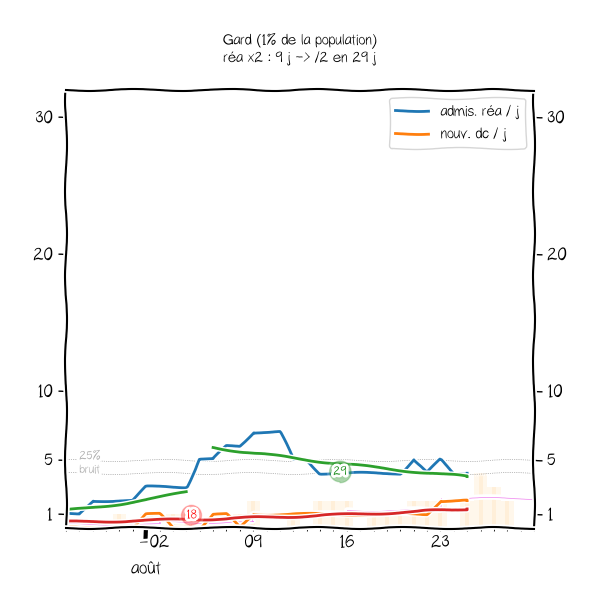 Gard (1% de la population)
réa x2 : 9 j -> /2 en 29 j
admis. réa / j
nouv. dc / j
30
30
20
20
10
10
25%
5
5
bruit
29
18
1
1
02
09
16
23
août